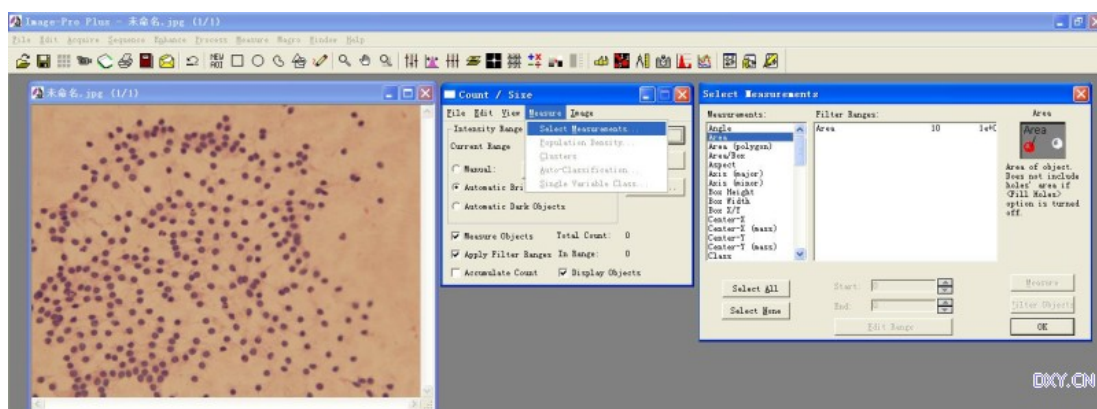 Image-Pro Plus - 未命名.jpg (1/1)
File Edit Acquire Sequence Enhance Process Measure Macro Window Help
NEW
AOI
未命名.jpg (1/1)
Count / Size
File Edit View Measure Image
Intensity Range
Current Range
Manual:
Automatic Bri
Automatic Dark Objects
Measure Objects Total Count: 0
Apply Filter Ranges In Range: 0
Accumulate Count Display Objects
Select Measurements...
Population Density...
Clusters
Auto-Classification...
Single Variable Class...
Select Measurements
Measurements:
Angle
Area
Area (polygon)
Area/Box
Aspect
Axis (major)
Axis (minor)
Box Height
Box Width
Box X/Y
Center-X
Center-X (mass)
Center-Y
Center-Y (mass)
Class
Select All
Select None
Filter Ranges:
Area 10
Start: 0
End: 0
Edit Range
Area
Area
Area of object.
Does not include
holes' area if
<Fill Holes>
option is turned
off.
Measure
Filter Objects
OK
DXY.CN